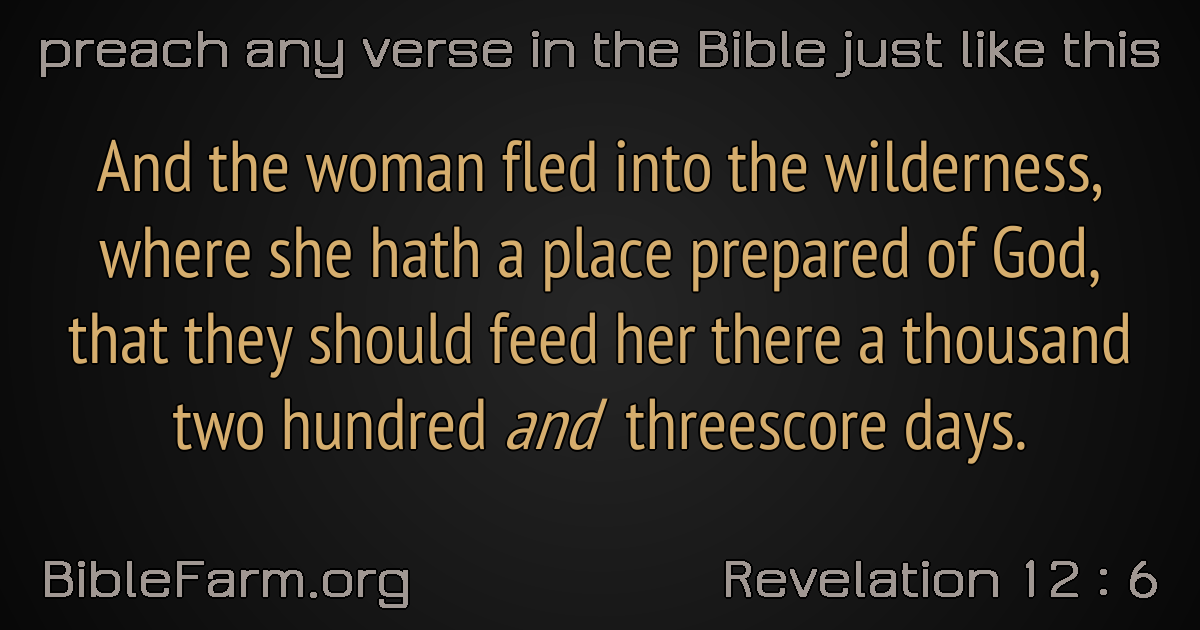 preach any verse in the Bible just like this
And the woman fled into the wilderness,
where she hath a place prepared of God,
that they should feed her there a thousand
two hundred and threescore days.
BibleFarm.org
Revelation 12 : 6